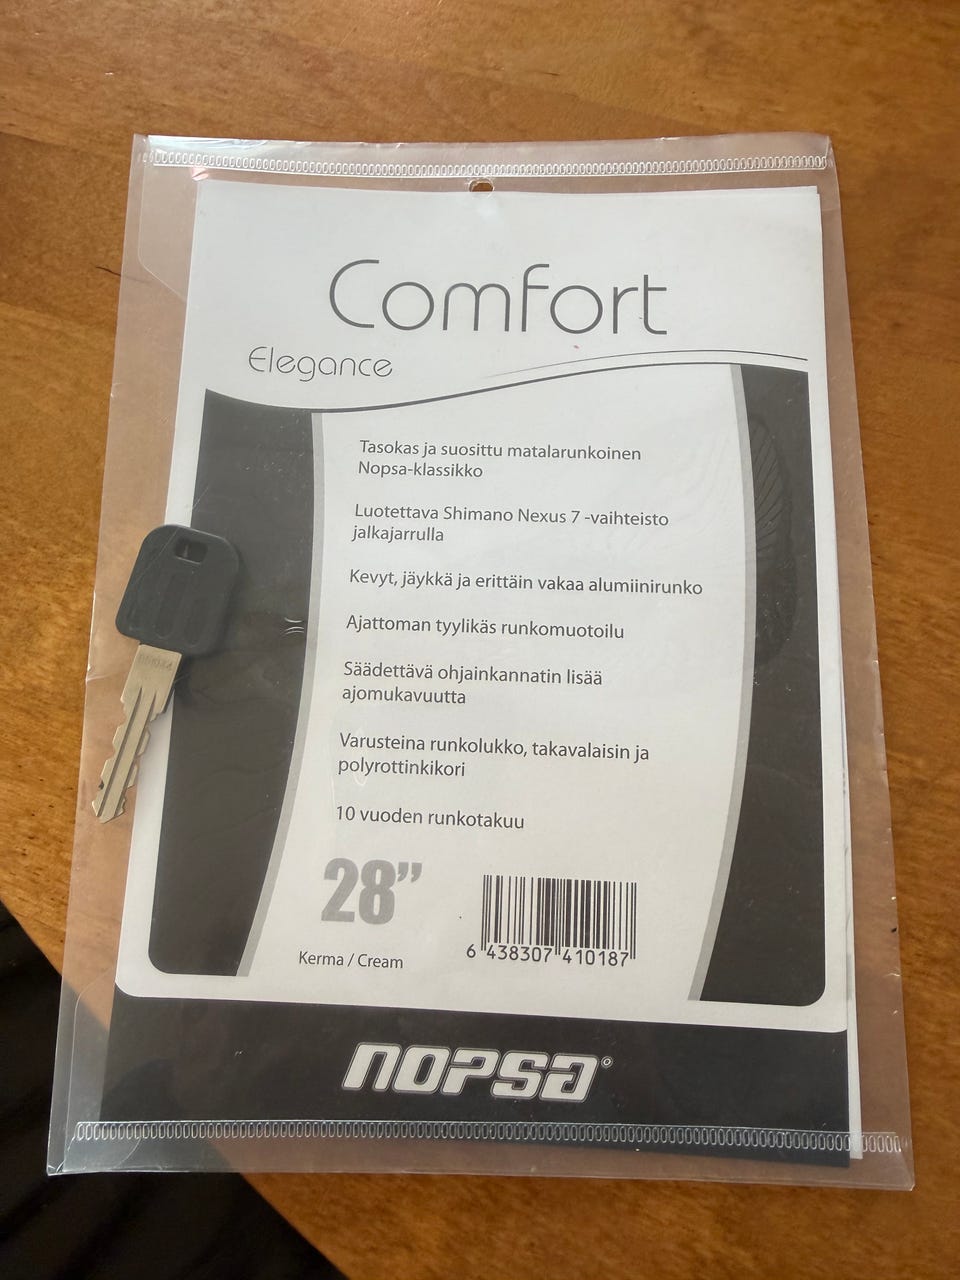 Comfort
Elegance
Tasokas ja suosittu matalarunkoinen
Nopsa-klassikko
Luotettava Shimano Nexus 7 -vaihteisto
jalkajarrulla
Kevyt, jäykkä ja erittäin vakaa alumiinirunko
Ajattoman tyylikäs runkomuotoilu
Säädettävä ohjainkannatin lisää
ajomukavuutta
Varusteina runkolukko, takavalaisin ja
polyrottinkikori
10 vuoden runkotakuu
28”
Kerma / Cream
6 438307 410187
nopsa